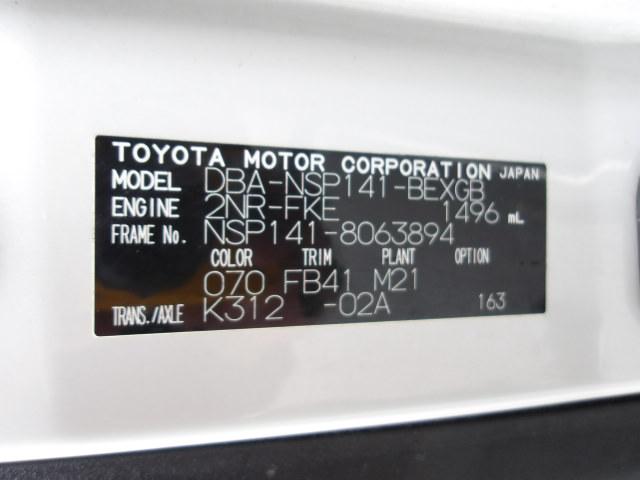 TOYOTA MOTOR CORPORATION JAPAN
MODEL DBA-NSP141-BEXGB
ENGINE 2NR-FKE 1496 mL
FRAME No. NSP141-8063894
COLOR TRIM PLANT OPTION
070 FB41 M21
TRANS./AXLE K312 -02A 163